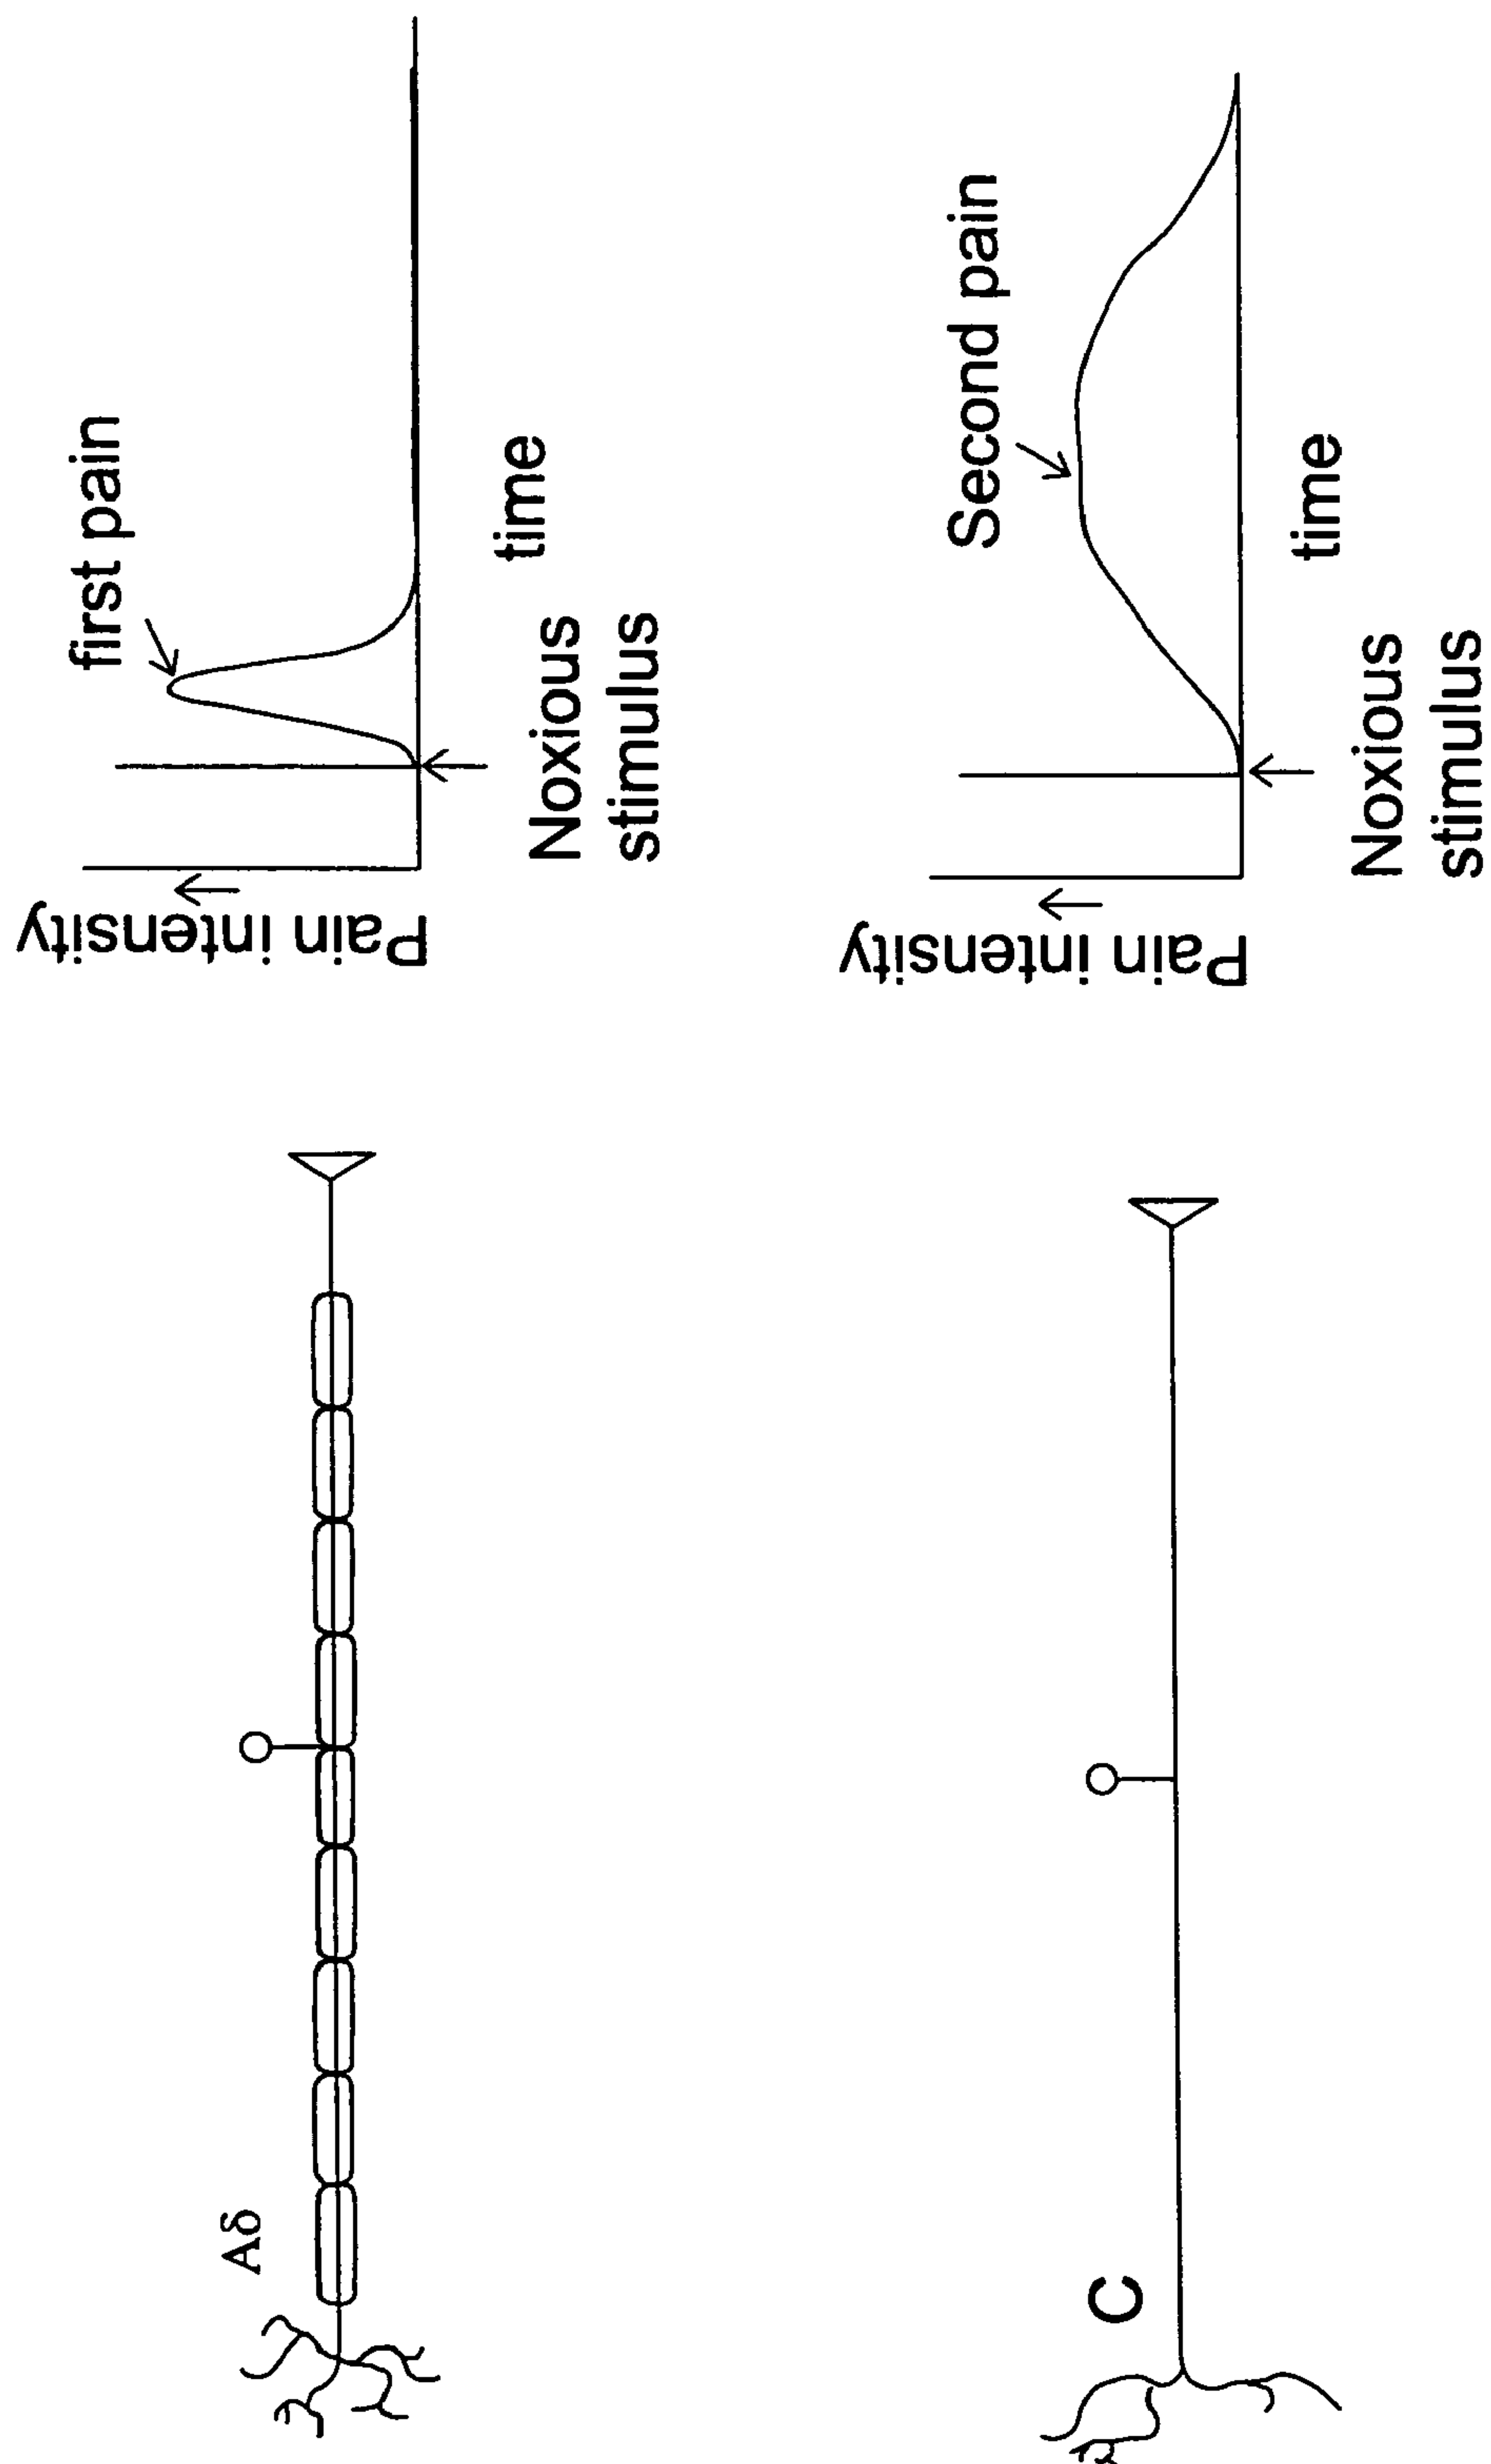 Aδ
Pain intensity
first pain
Noxious
stimulus
time
C
Pain intensity
Second pain
Noxious
stimulus
time